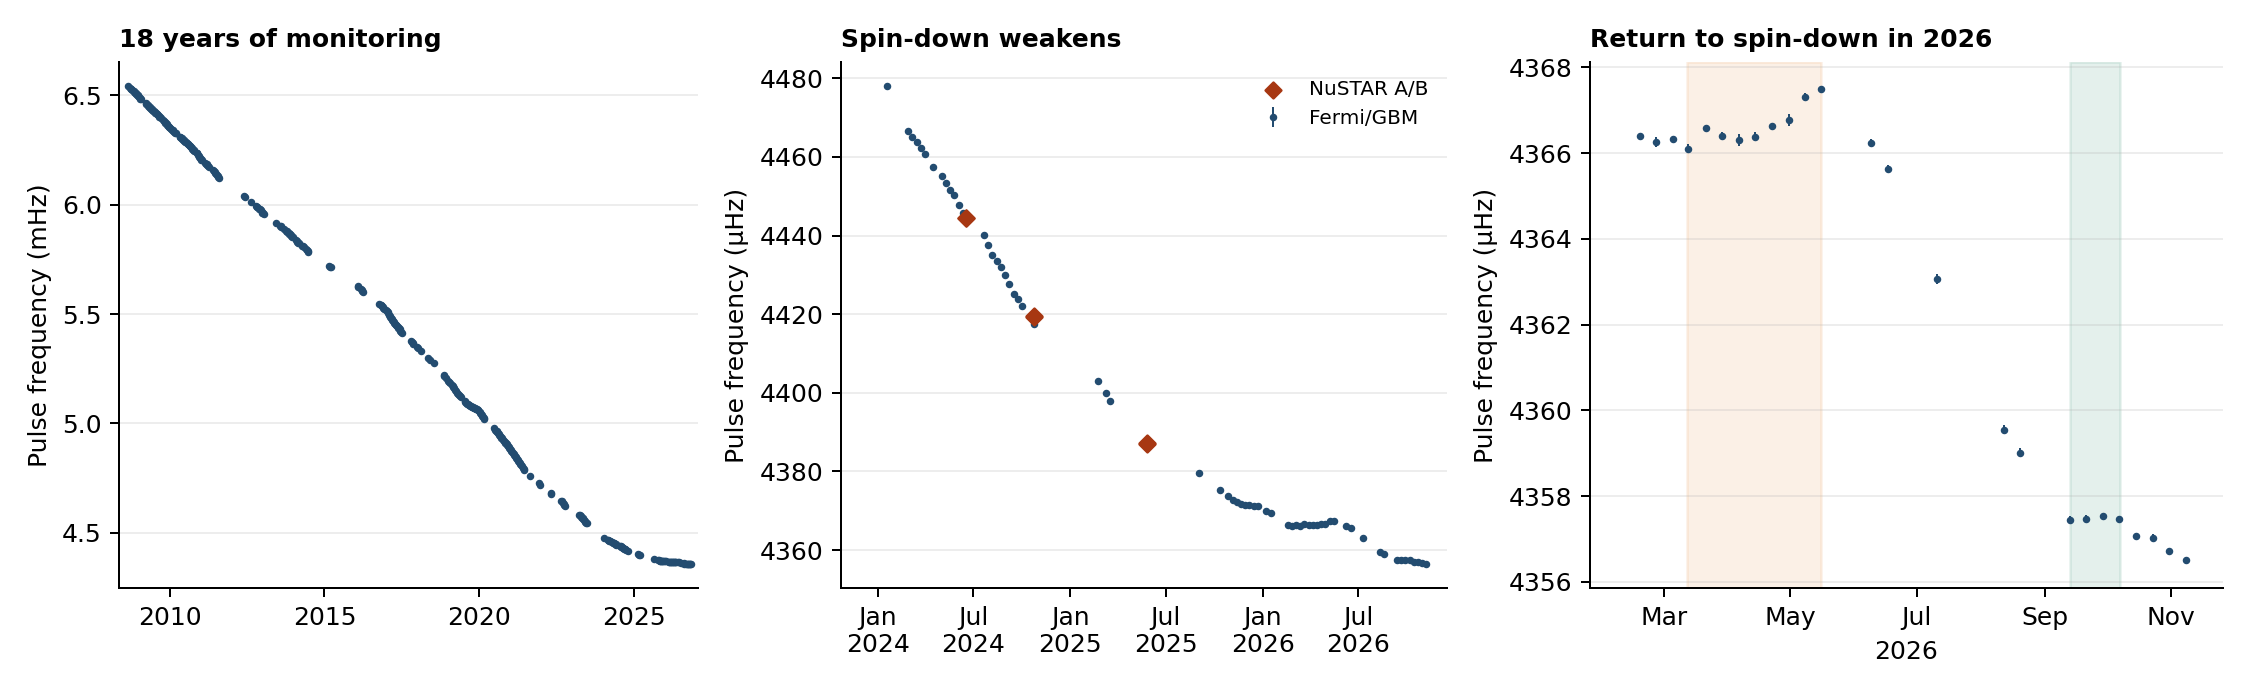 18 years of monitoring
Pulse frequency (mHz)
6.5
6.0
5.5
5.0
4.5
2010 2015 2020 2025
Spin-down weakens
Pulse frequency (μHz)
4480
4460
4440
4420
4400
4380
4360
NuSTAR A/B
Fermi/GBM
Jan Jul Jan Jul Jan Jul
2024 2024 2025 2025 2026 2026
Return to spin-down in 2026
Pulse frequency (μHz)
4368
4366
4364
4362
4360
4358
4356
Mar May Jul Sep Nov
2026